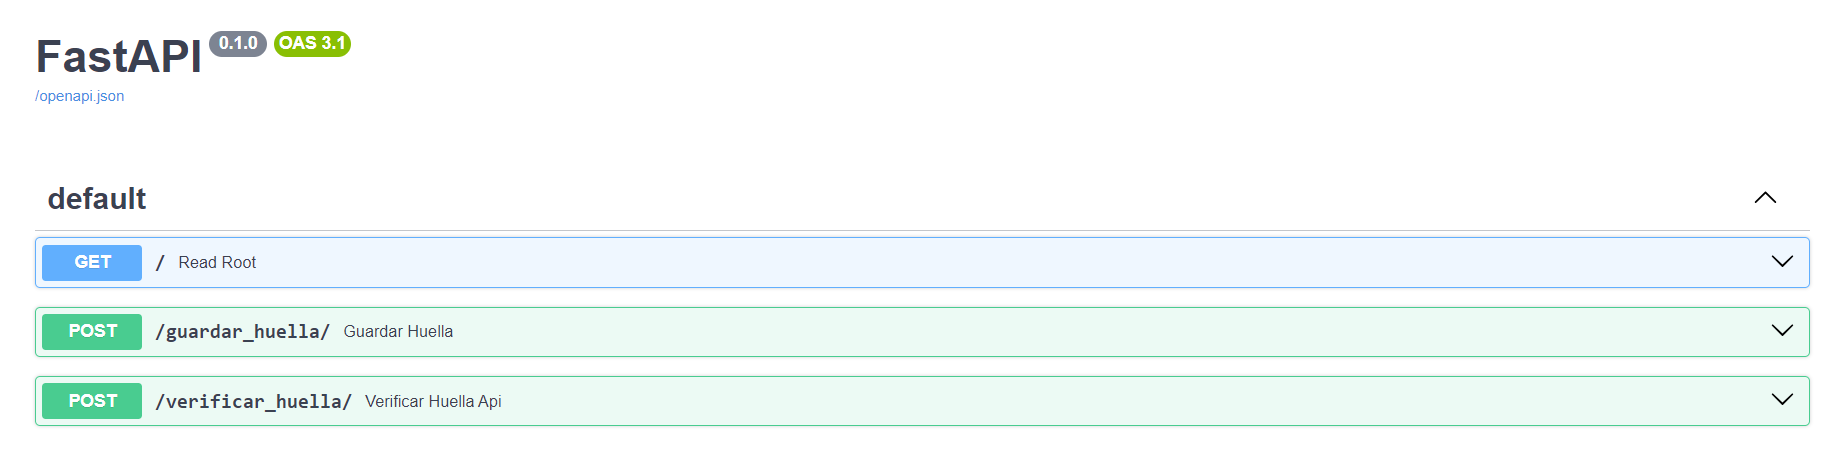 FastAPI 0.1.0 OAS 3.1
/openapi.json
default
GET / Read Root
POST /guardar_huella/ Guardar Huella
POST /verificar_huella/ Verificar Huella Api